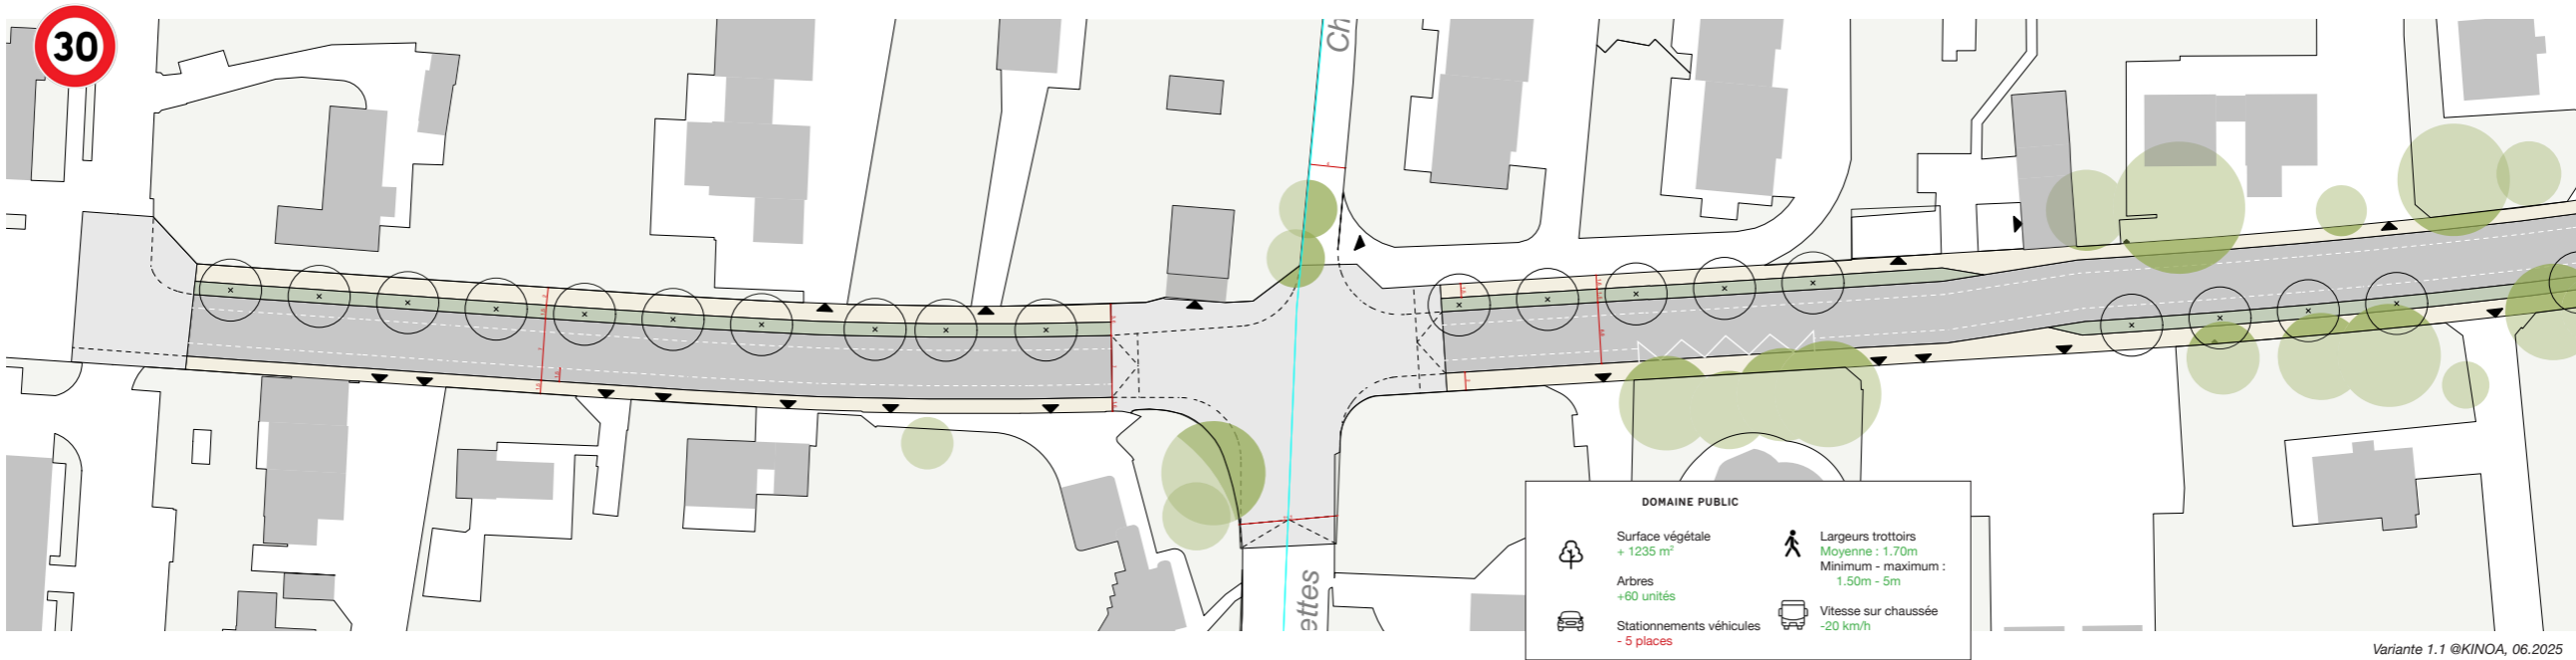 30
Ch
ettes
DOMAINE PUBLIC
Surface végétale
+ 1235 m²
Arbres
+60 unités
Stationnements véhicules
- 5 places
Largeurs trottoirs
Moyenne : 1.70m
Minimum - maximum :
1.50m - 5m
Vitesse sur chaussée
-20 km/h
Variante 1.1 @KINOA, 06.2025